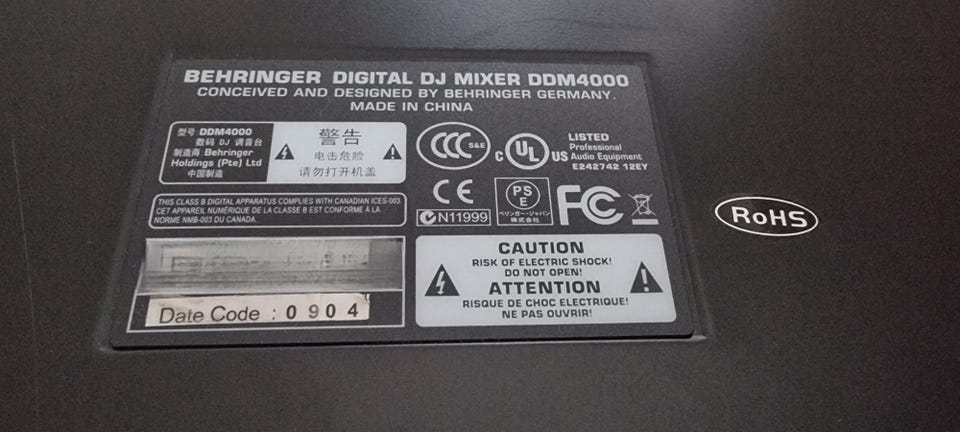 BEHRINGER DIGITAL DJ MIXER DDM4000
CONCEIVED AND DESIGNED BY BEHRINGER GERMANY.
MADE IN CHINA
型号: DDM4000
数码 DJ 调音台
制造商: Behringer
Holdings (Pte) Ltd
中国制造
警告
电击危险
请勿打开机盖
CCC S&E
C UL US
LISTED
Professional
Audio Equipment
E242742 12EY
CE
N11999
PS
E
ベリンガー・ジャパン
株式会社
FC
THIS CLASS B DIGITAL APPARATUS COMPLIES WITH CANADIAN ICES-003
CET APPAREIL NUMÉRIQUE DE LA CLASSE B EST CONFORME À LA
NORME NMB-003 DU CANADA.
Date Code : 0904
CAUTION
RISK OF ELECTRIC SHOCK!
DO NOT OPEN!
ATTENTION
RISQUE DE CHOC ELECTRIQUE!
NE PAS OUVRIR!
RoHS